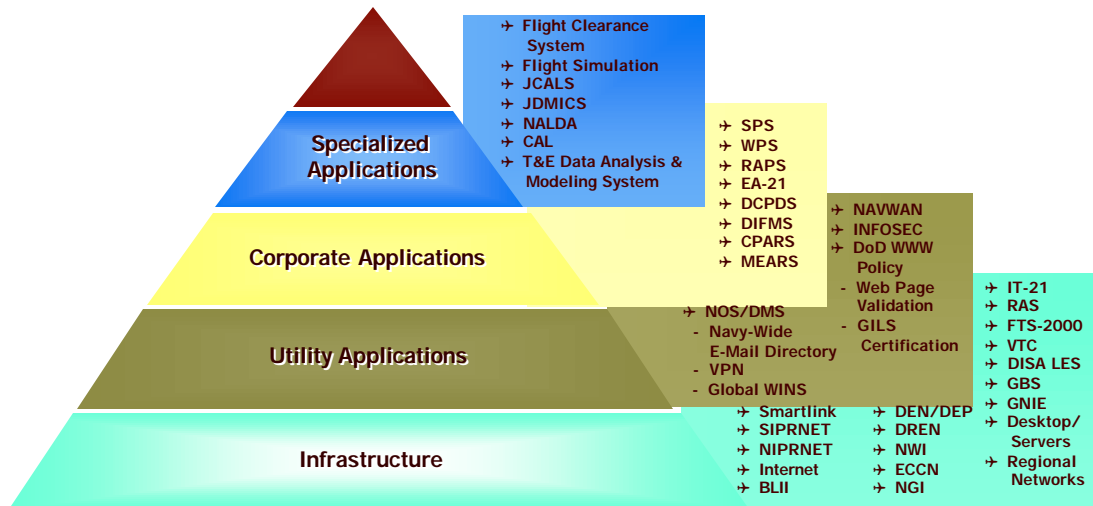 Specialized
Applications
✈ Flight Clearance
System
✈ Flight Simulation
✈ JCALS
✈ JDMICS
✈ NALDA
✈ CAL
✈ T&E Data Analysis &
Modeling System
Corporate Applications
✈ SPS
✈ WPS
✈ RAPS
✈ EA-21
✈ DCPDS
✈ DIFMS
✈ CPARS
✈ MEARS
Utility Applications
✈ NOS/DMS
- Navy-Wide
E-Mail Directory
- VPN
- Global WINS
✈ NAVWAN
✈ INFOSEC
✈ DoD WWW
Policy
- Web Page
Validation
- GILS
Certification
Infrastructure
✈ Smartlink
✈ SIPRNET
✈ NIPRNET
✈ Internet
✈ BLII
✈ DEN/DEP
✈ DREN
✈ NWI
✈ ECCN
✈ NGI
✈ IT-21
✈ RAS
✈ FTS-2000
✈ VTC
✈ DISA LES
✈ GBS
✈ GNIE
✈ Desktop/
Servers
✈ Regional
Networks